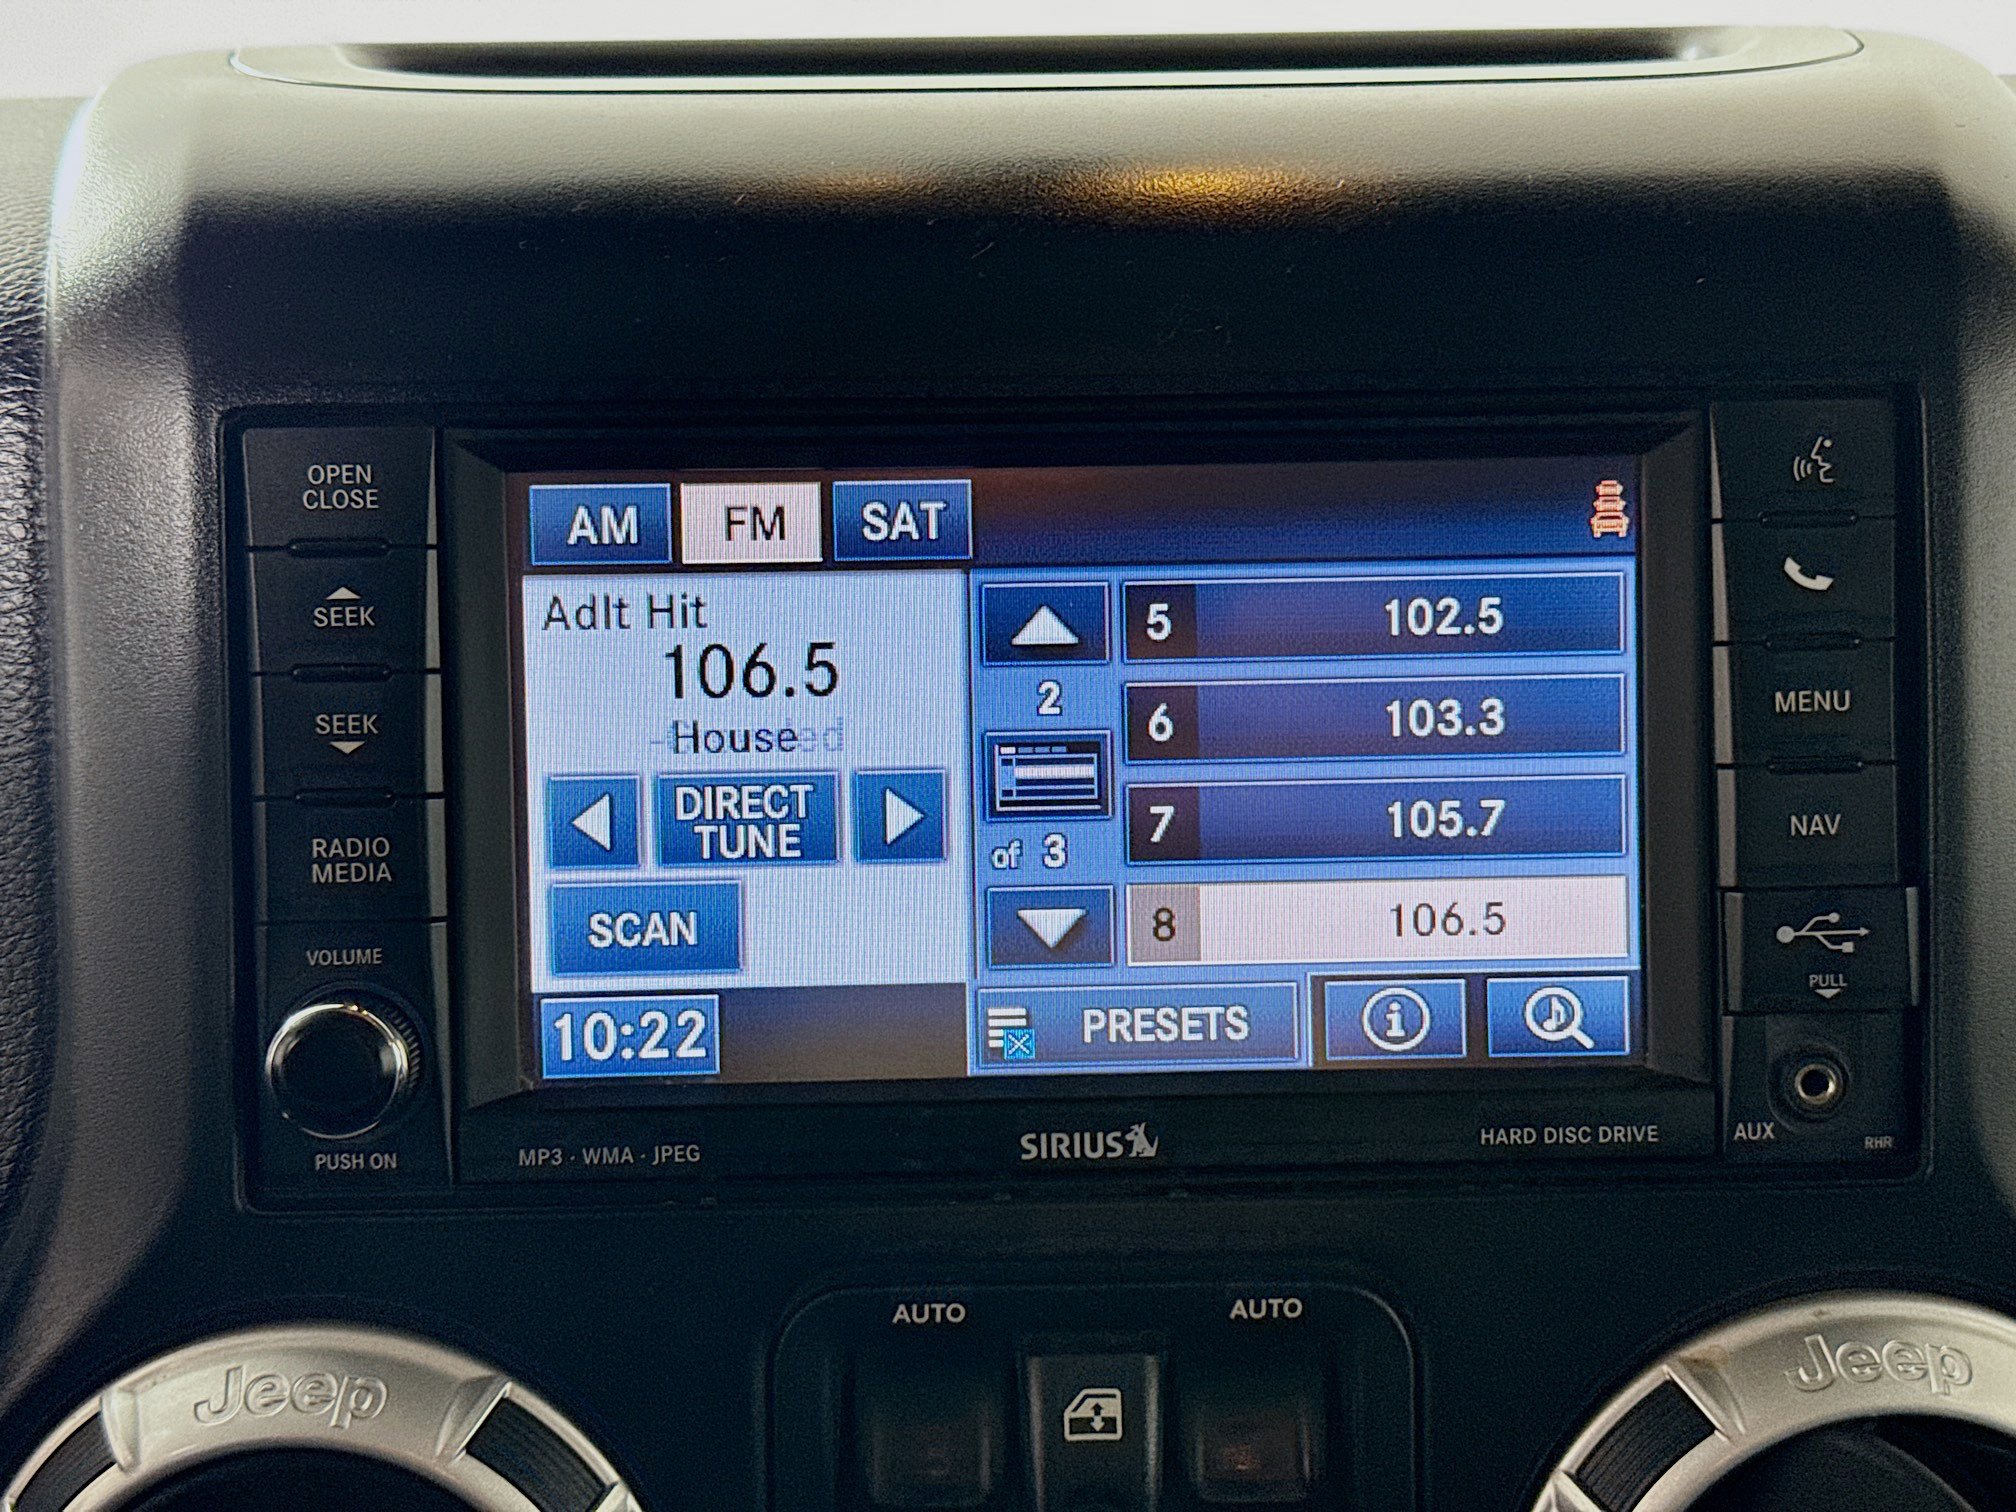 OPEN
CLOSE
SEEK
SEEK
RADIO
MEDIA
VOLUME
PUSH ON
AM FM SAT
Adlt Hit
106.5
House
DIRECT
TUNE
SCAN
10:22
2
of 3
5 102.5
6 103.3
7 105.7
8 106.5
PRESETS
i
MENU
NAV
PULL
AUX
RHR
MP3 · WMA · JPEG
SIRIUS
HARD DISC DRIVE
AUTO
AUTO
Jeep
Jeep